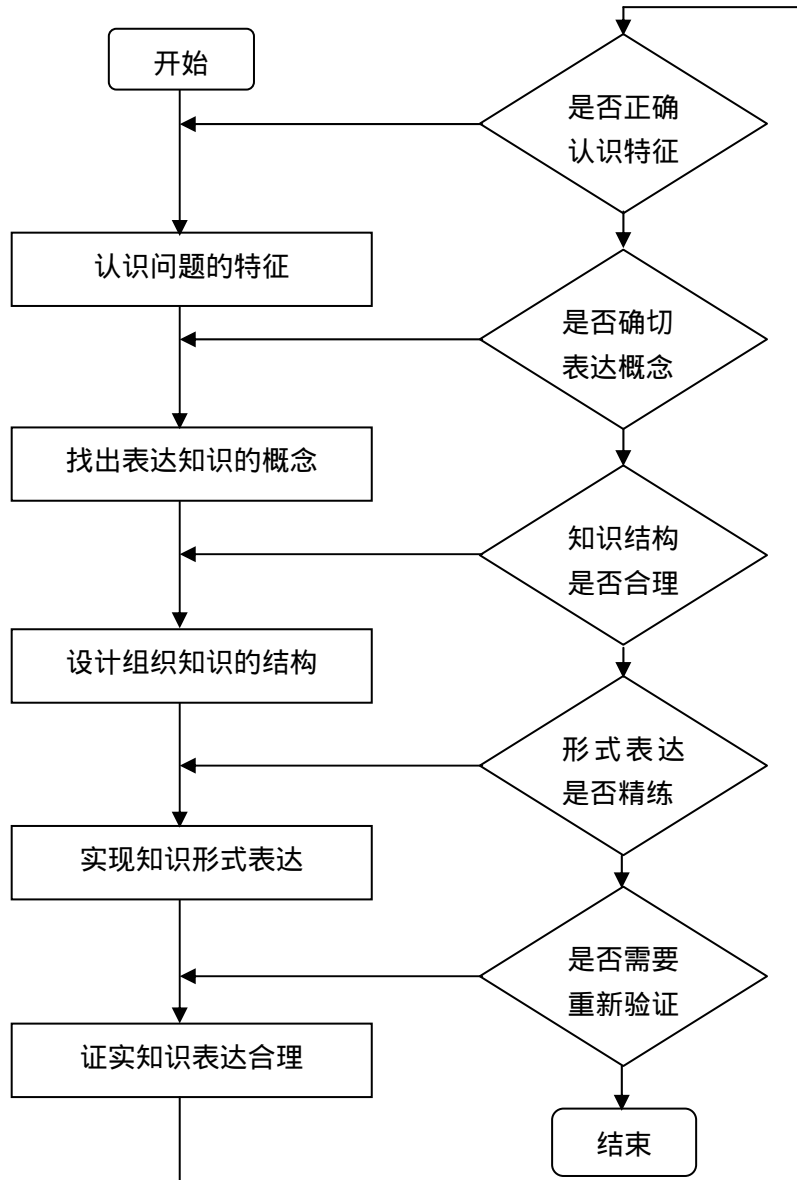 开始
认识问题的特征
找出表达知识的概念
设计组织知识的结构
实现知识形式表达
证实知识表达合理
是否正确
认识特征
是否确切
表达概念
知识结构
是否合理
形式表达
是否精练
是否需要
重新验证
结束